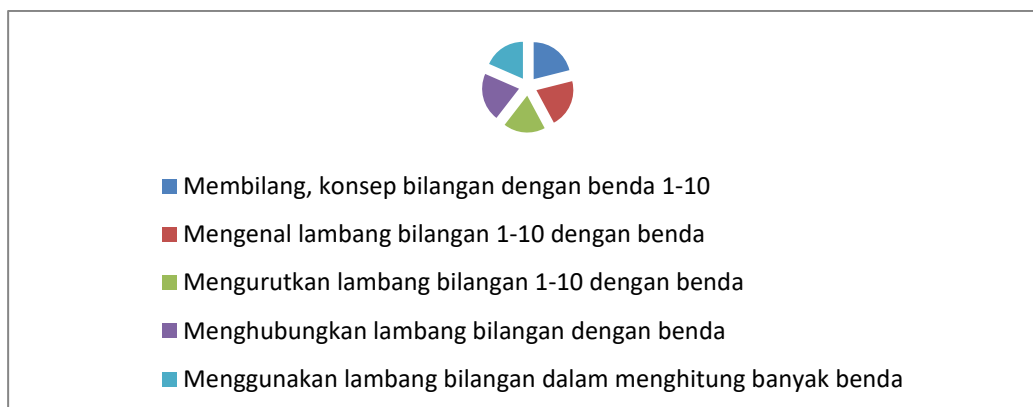 Membilang, konsep bilangan dengan benda 1-10
Mengenal lambang bilangan 1-10 dengan benda
Mengurutkan lambang bilangan 1-10 dengan benda
Menghubungkan lambang bilangan dengan benda
Menggunakan lambang bilangan dalam menghitung banyak benda